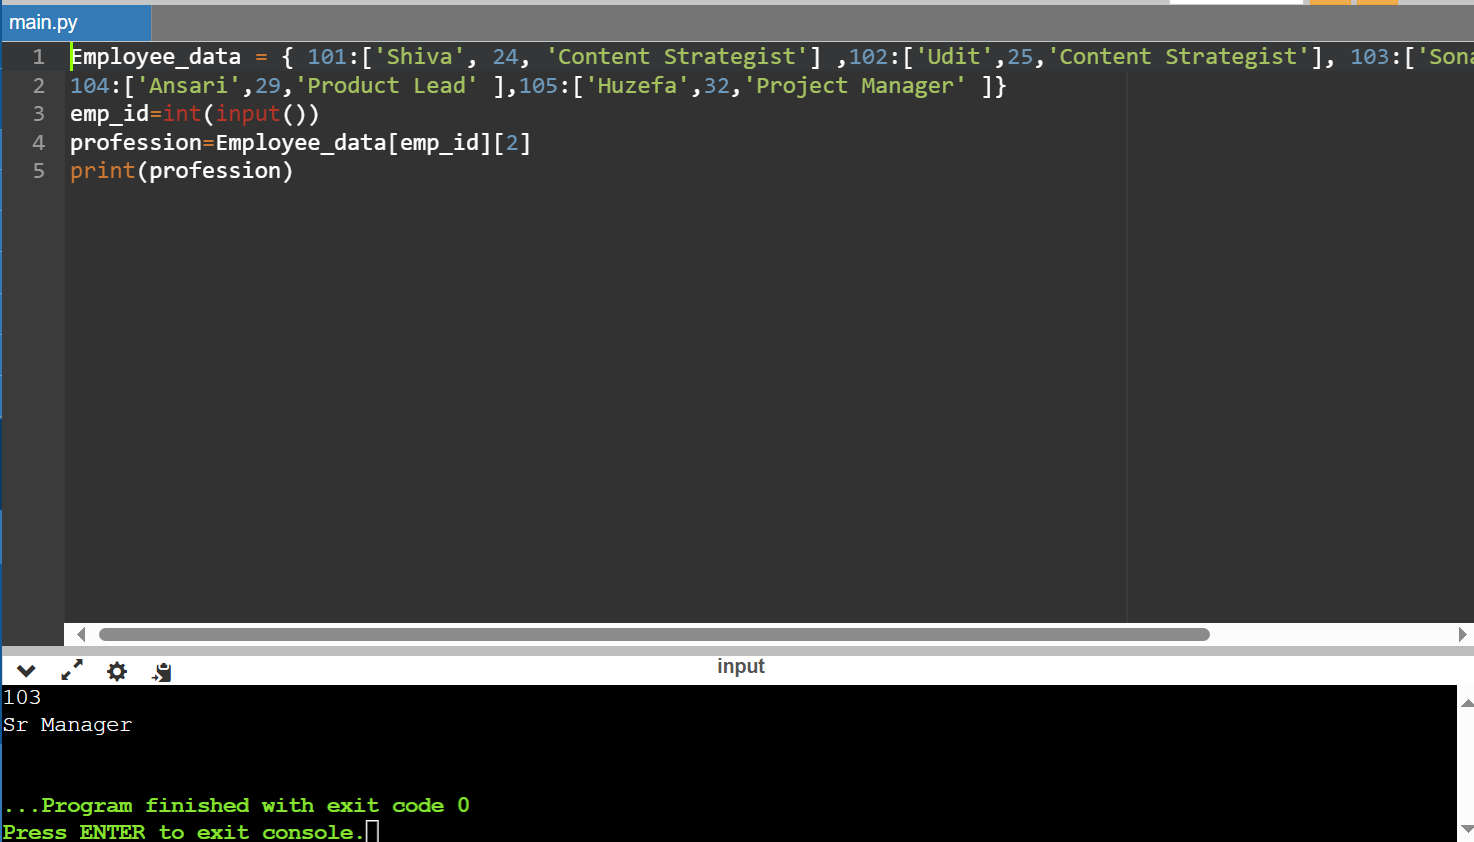 main.py
1 Employee_data = { 101:['Shiva', 24, 'Content Strategist'] ,102:['Udit',25,'Content Strategist'], 103:['Sona
2 104:['Ansari',29,'Product Lead' ],105:['Huzefa',32,'Project Manager' ]}
3 emp_id=int(input())
4 profession=Employee_data[emp_id][2]
5 print(profession)
input
103
Sr Manager
...Program finished with exit code 0
Press ENTER to exit console.